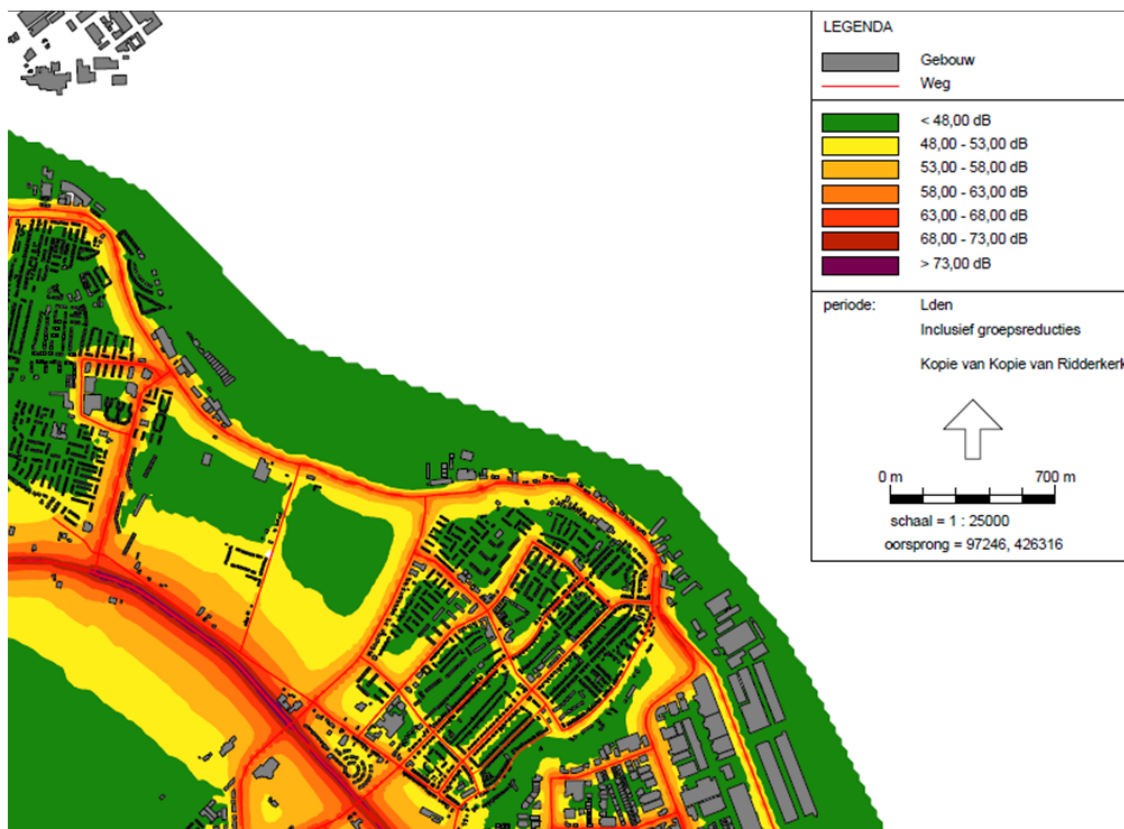 LEGENDA
Gebouw
Weg
< 48,00 dB
48,00 - 53,00 dB
53,00 - 58,00 dB
58,00 - 63,00 dB
63,00 - 68,00 dB
68,00 - 73,00 dB
> 73,00 dB
periode: Lden
Inclusief groepsreducties
Kopie van Kopie van Ridderkerk
0 m 700 m
schaal = 1 : 25000
oorsprong = 97246, 426316